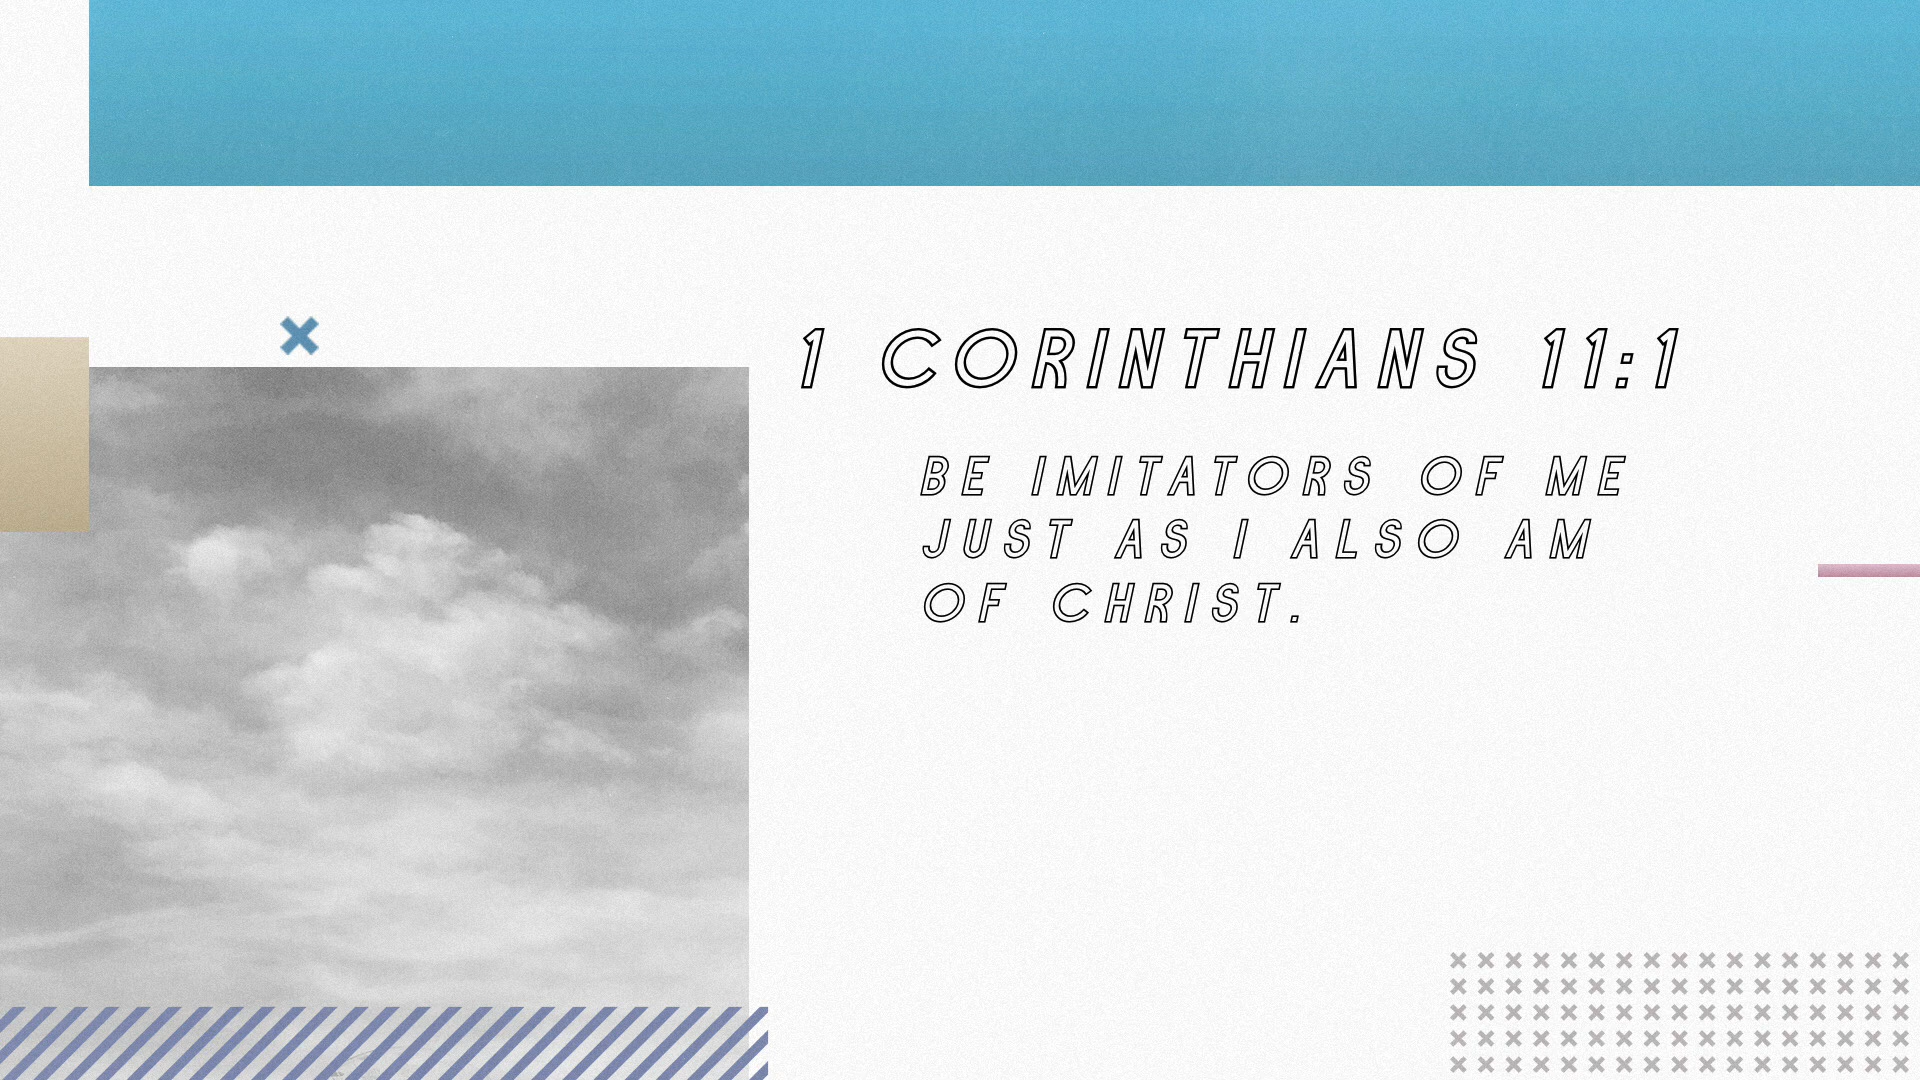 1 CORINTHIANS 11:1
BE IMITATORS OF ME
JUST AS I ALSO AM
OF CHRIST.